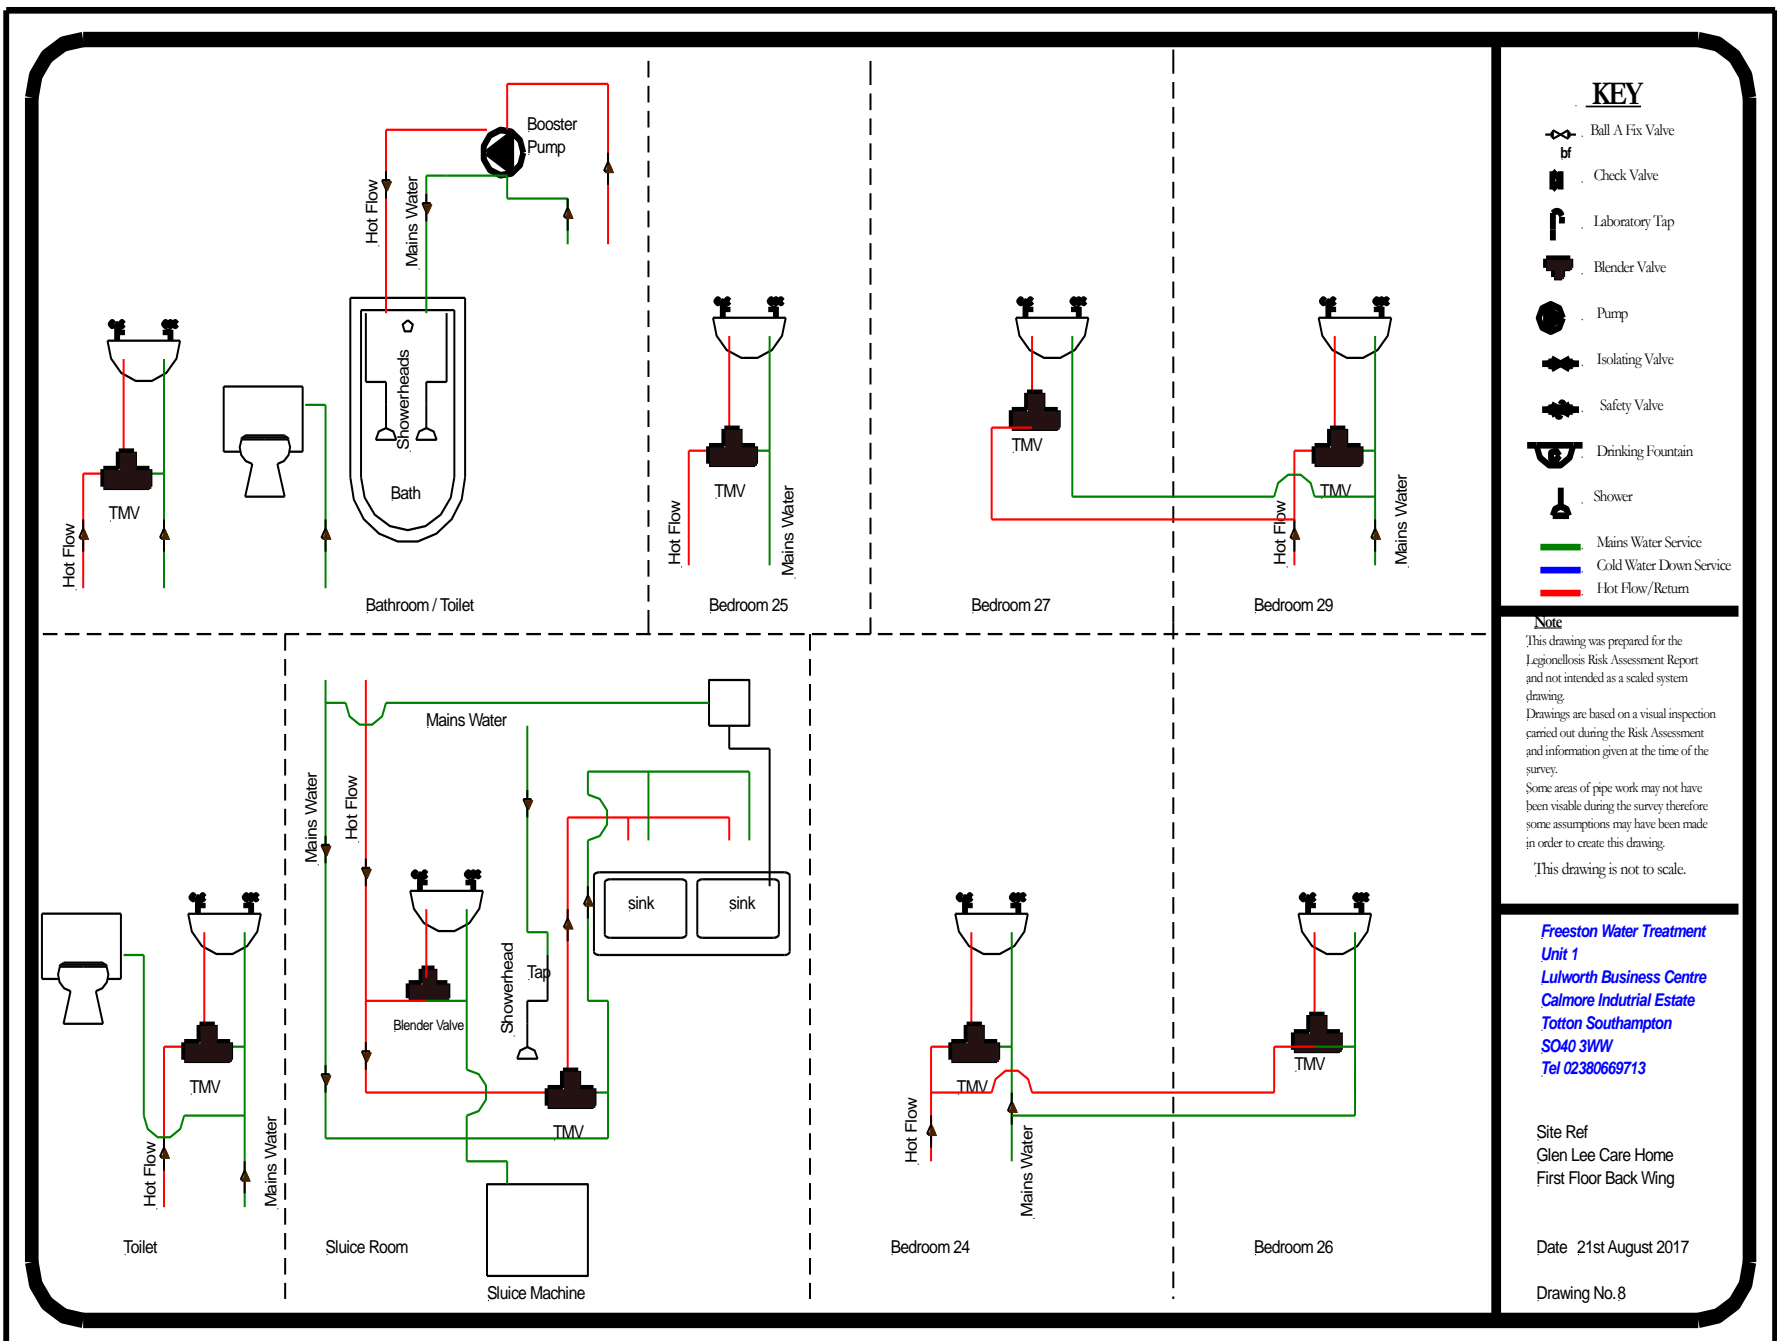 Booster
Pump
Hot Flow
Mains Water
Showerheads
Bath
TMV
Hot Flow
Bathroom / Toilet
TMV
Hot Flow
Mains Water
Bedroom 25
TMV
Bedroom 27
TMV
Hot Flow
Mains Water
Bedroom 29
TMV
Hot Flow
Mains Water
Toilet
Mains Water
Mains Water
Hot Flow
Blender Valve
Showerhead
Tap
sink
sink
TMV
Sluice Room
Sluice Machine
TMV
Hot Flow
Mains Water
Bedroom 24
TMV
Bedroom 26
KEY
Ball A Fix Valve
bf
Check Valve
Laboratory Tap
Blender Valve
Pump
Isolating Valve
Safety Valve
Drinking Fountain
Shower
Mains Water Service
Cold Water Down Service
Hot Flow/Return
Note
This drawing was prepared for the
Legionellosis Risk Assessment Report
and not intended as a scaled system
drawing.
Drawings are based on a visual inspection
carried out during the Risk Assessment
and information given at the time of the
survey.
Some areas of pipe work may not have
been visable during the survey therefore
some assumptions may have been made
in order to create this drawing.
This drawing is not to scale.
Freeston Water Treatment
Unit 1
Lulworth Business Centre
Calmore Indutrial Estate
Totton Southampton
SO40 3WW
Tel 02380669713
Site Ref
Glen Lee Care Home
First Floor Back Wing
Date 21st August 2017
Drawing No. 8